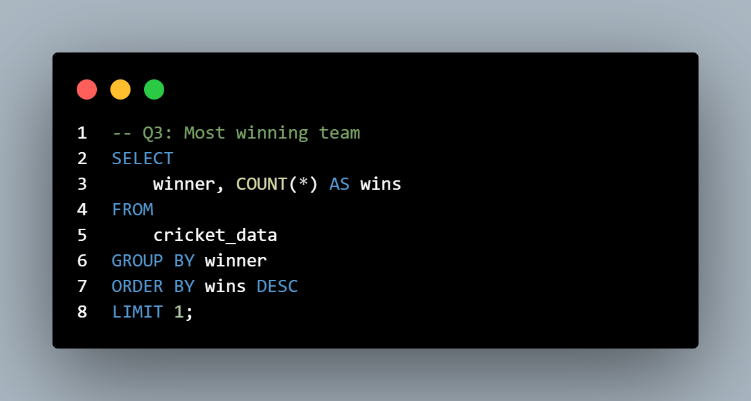 1 -- Q3: Most winning team
2 SELECT
3     winner, COUNT(*) AS wins
4 FROM
5     cricket_data
6 GROUP BY winner
7 ORDER BY wins DESC
8 LIMIT 1;